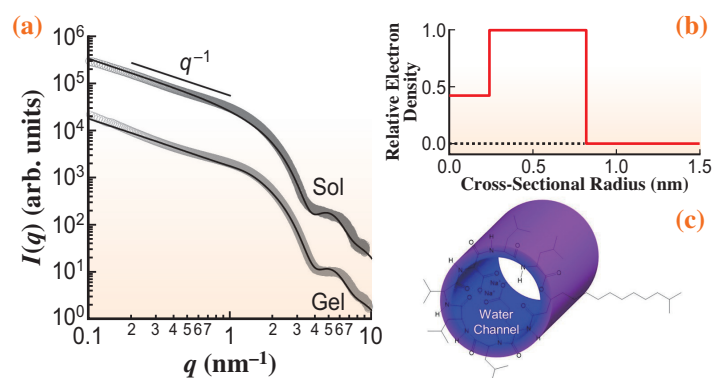 (a)
I(q) (arb. units)
10⁶
10⁵
10⁴
10³
10²
10¹
10⁰
q⁻¹
Sol
Gel
0.1 2 3 4 5 6 7 1 2 3 4 5 6 7 10
q (nm⁻¹)
(b)
Relative Electron
Density
1.0
0.5
0.0
0.0 0.5 1.0 1.5
Cross-Sectional Radius (nm)
(c)
Water
Channel